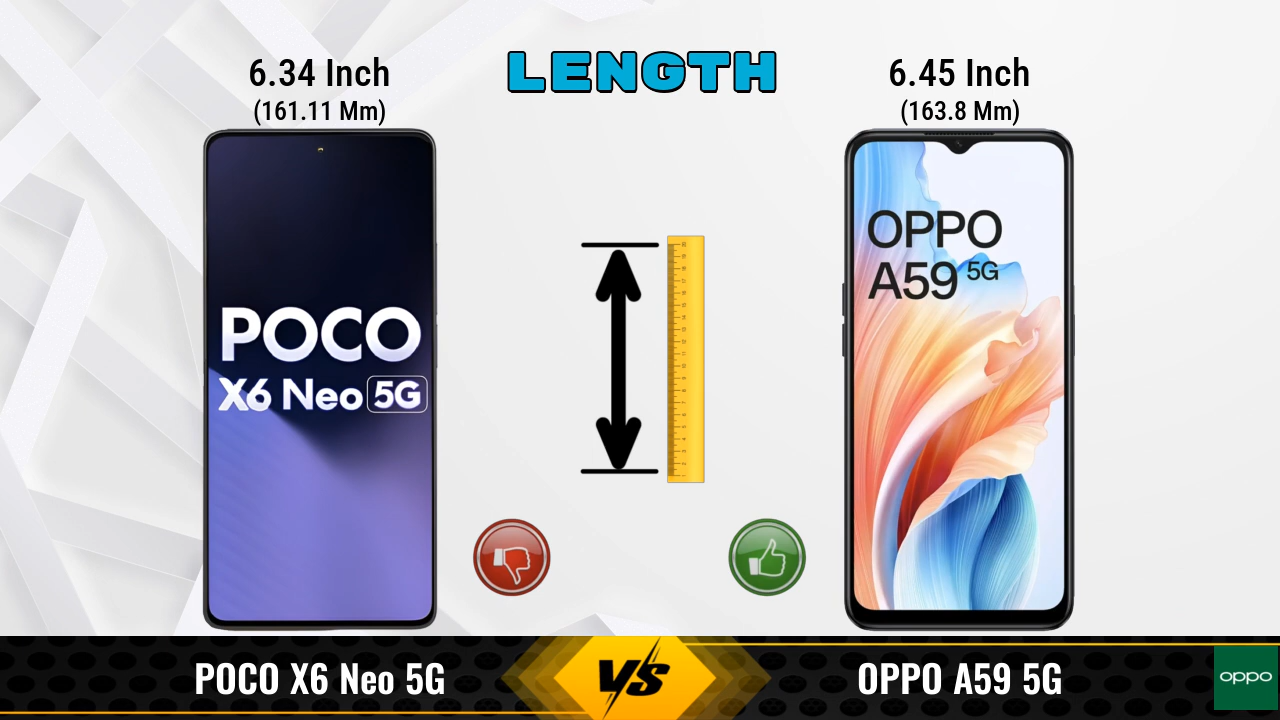 LENGTH
6.34 Inch
(161.11 Mm)
6.45 Inch
(163.8 Mm)
POCO
X6 Neo 5G
OPPO
A59 5G
POCO X6 Neo 5G
VS
OPPO A59 5G
oppo